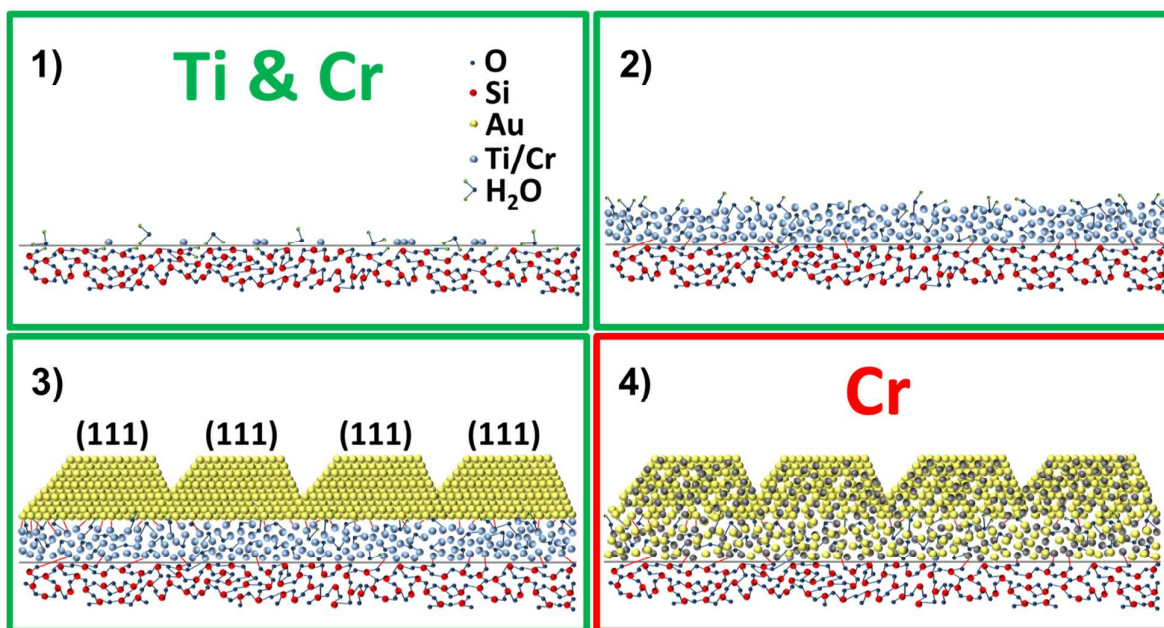 1)
Ti & Cr
O
Si
Au
Ti/Cr
H₂O
2)
3)
(111) (111) (111) (111)
4)
Cr